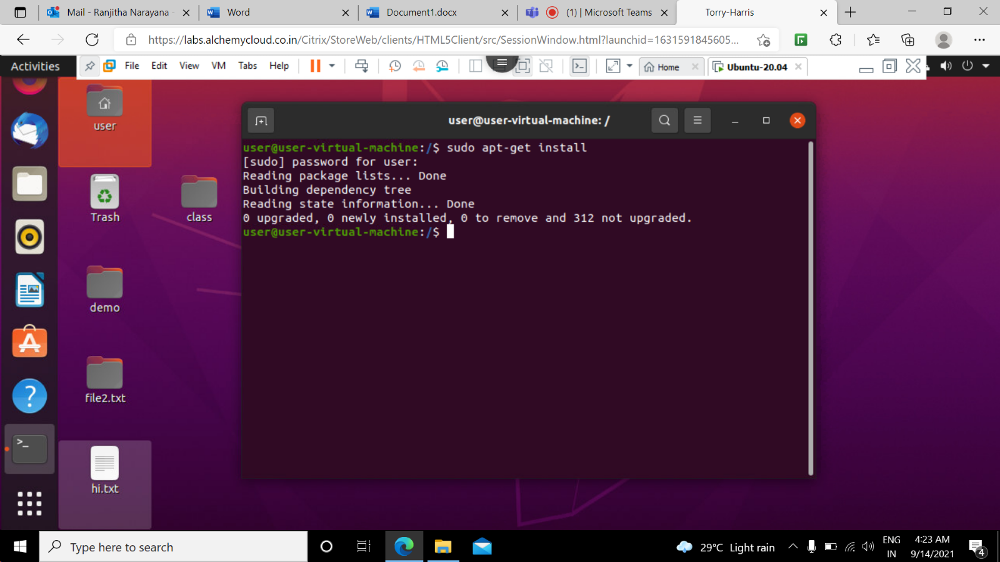 Mail - Ranjitha Narayana -
Word
Document1.docx
(1) | Microsoft Teams
Torry-Harris
https://labs.alchemycloud.co.in/Citrix/StoreWeb/clients/HTML5Client/src/SessionWindow.html?launchid=1631591845605...
Activities
File Edit View VM Tabs Help
Home
Ubuntu-20.04
user
Trash
class
demo
file2.txt
hi.txt
user@user-virtual-machine: /
user@user-virtual-machine:/$ sudo apt-get install
[sudo] password for user:
Reading package lists... Done
Building dependency tree
Reading state information... Done
0 upgraded, 0 newly installed, 0 to remove and 312 not upgraded.
user@user-virtual-machine:/$
Type here to search
29°C Light rain
ENG
IN
4:23 AM
9/14/2021
4